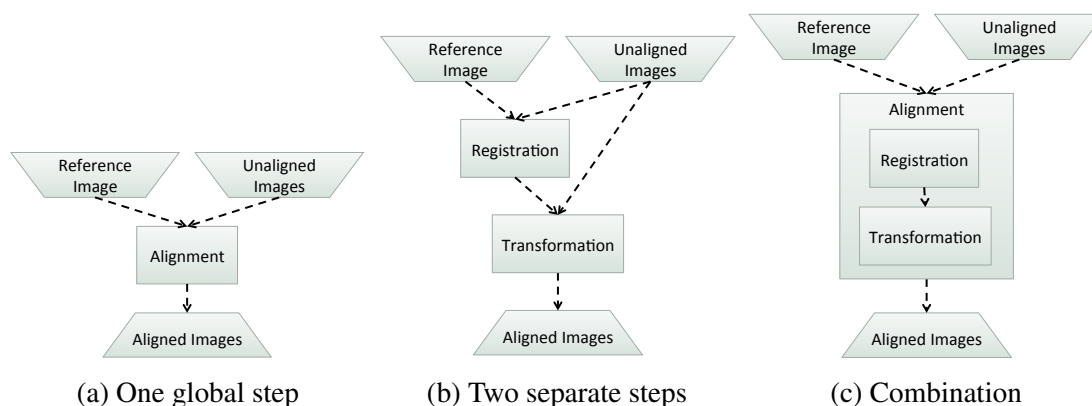 Reference
Image
Unaligned
Images
Alignment
Aligned Images
(a) One global step
Reference
Image
Unaligned
Images
Registration
Transformation
Aligned Images
(b) Two separate steps
Reference
Image
Unaligned
Images
Alignment
Registration
Transformation
Aligned Images
(c) Combination